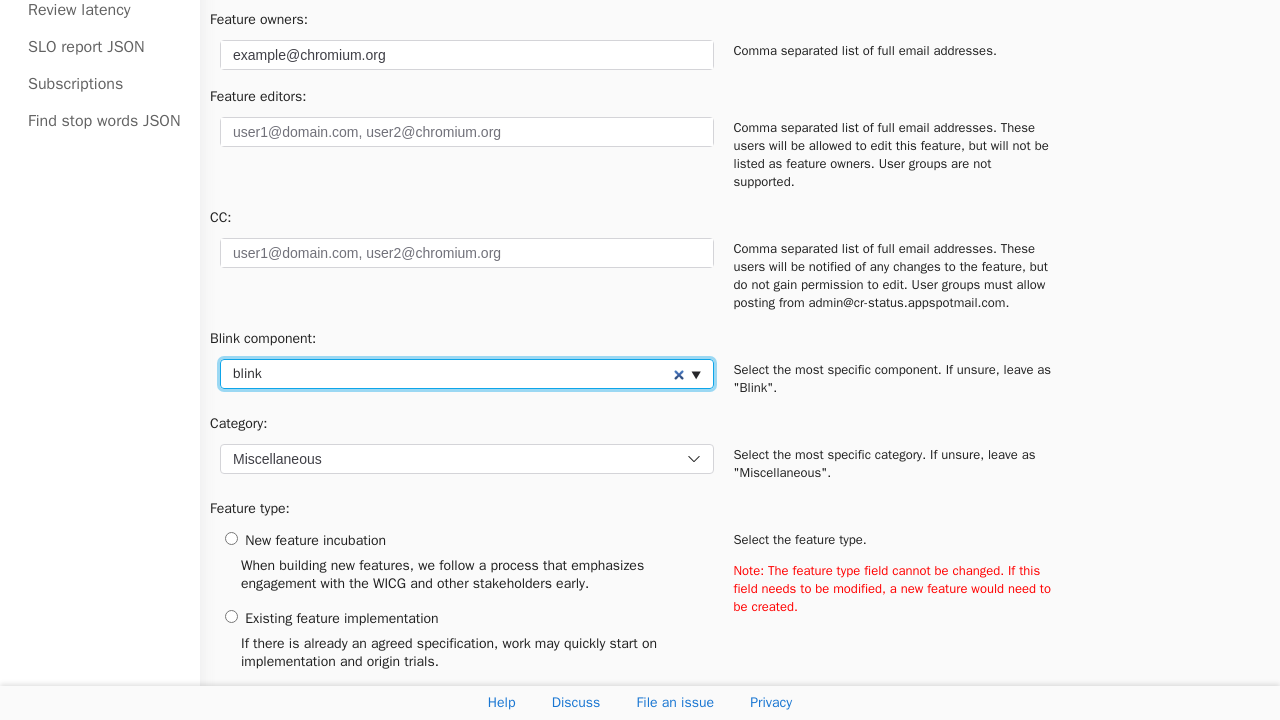 Review latency
SLO report JSON
Subscriptions
Find stop words JSON
Feature owners:
example@chromium.org
Comma separated list of full email addresses.
Feature editors:
user1@domain.com, user2@chromium.org
Comma separated list of full email addresses. These
users will be allowed to edit this feature, but will not be
listed as feature owners. User groups are not
supported.
CC:
user1@domain.com, user2@chromium.org
Comma separated list of full email addresses. These
users will be notified of any changes to the feature, but
do not gain permission to edit. User groups must allow
posting from admin@cr-status.appspotmail.com.
Blink component:
blink
Select the most specific component. If unsure, leave as
"Blink".
Category:
Miscellaneous
Select the most specific category. If unsure, leave as
"Miscellaneous".
Feature type:
New feature incubation
When building new features, we follow a process that emphasizes
engagement with the WICG and other stakeholders early.
Existing feature implementation
If there is already an agreed specification, work may quickly start on
implementation and origin trials.
Select the feature type.
Note: The feature type field cannot be changed. If this
field needs to be modified, a new feature would need to
be created.
Help
Discuss
File an issue
Privacy